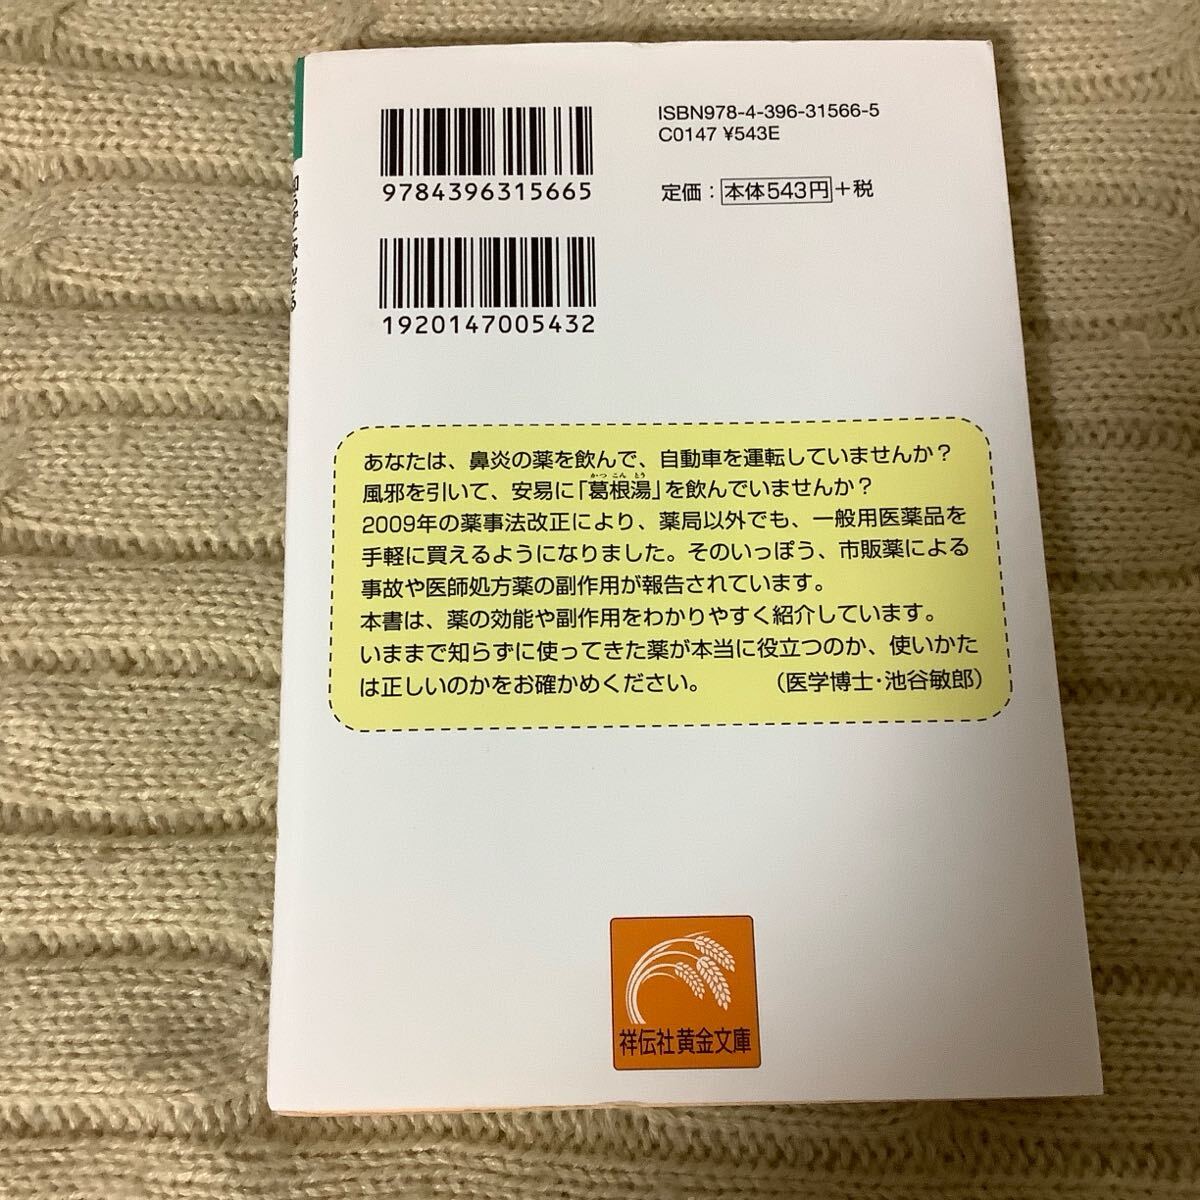 ISBN978-4-396-31566-5
C0147 ¥543E
9784396315665
定価：本体543円+税
1920147005432
あなたは、鼻炎の薬を飲んで、自動車を運転していませんか？
風邪を引いて、安易に「葛根湯」を飲んでいませんか？
かっこんとう
2009年の薬事法改正により、薬局以外でも、一般用医薬品を
手軽に買えるようになりました。そのいっぽう、市販薬による
事故や医師処方薬の副作用が報告されています。
本書は、薬の効能や副作用をわかりやすく紹介しています。
いままで知らずに使ってきた薬が本当に役立つのか、使いかた
は正しいのかをお確かめください。　（医学博士・池谷敏郎）
祥伝社黄金文庫